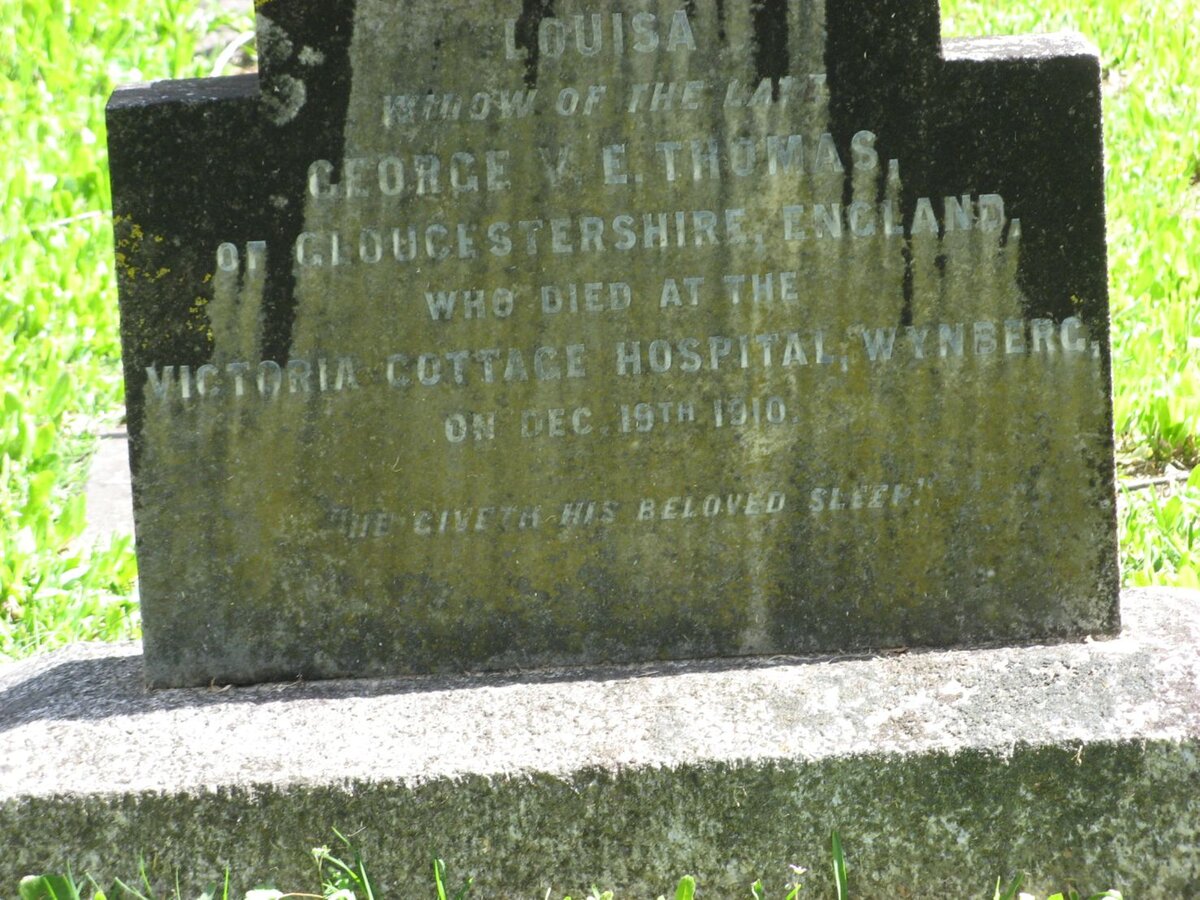 LOUISA
WIDOW OF THE LATE
GEORGE V. E. THOMAS,
OF GLOUCESTERSHIRE, ENGLAND,
WHO DIED AT THE
VICTORIA COTTAGE HOSPITAL, WYNBERG,
ON DEC. 19TH 1910.
"HE GIVETH HIS BELOVED SLEEP."